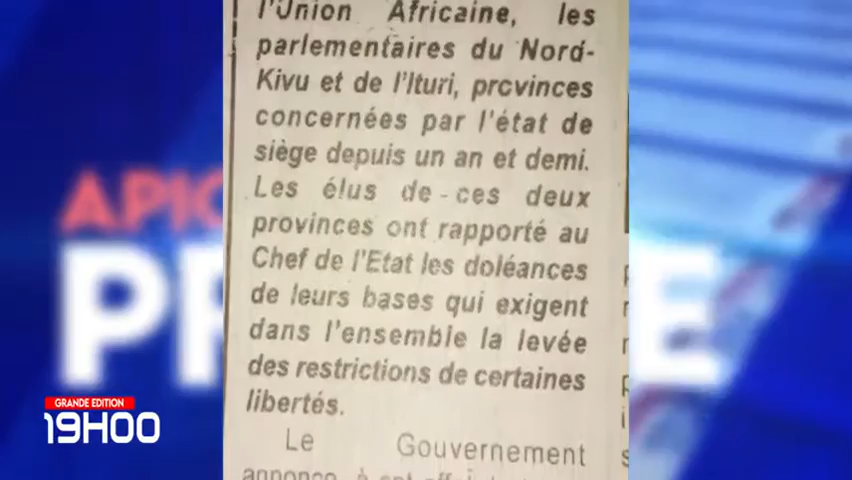 l'Union Africaine, les
parlementaires du Nord-
Kivu et de l'Ituri, provinces
concernées par l'état de
siège depuis un an et demi.
Les élus de - ces deux
provinces ont rapporté au
Chef de l'Etat les doléances
de leurs bases qui exigent
dans l'ensemble la levée
des restrictions de certaines
libertés.
Le Gouvernement
GRANDE EDITION
19H00